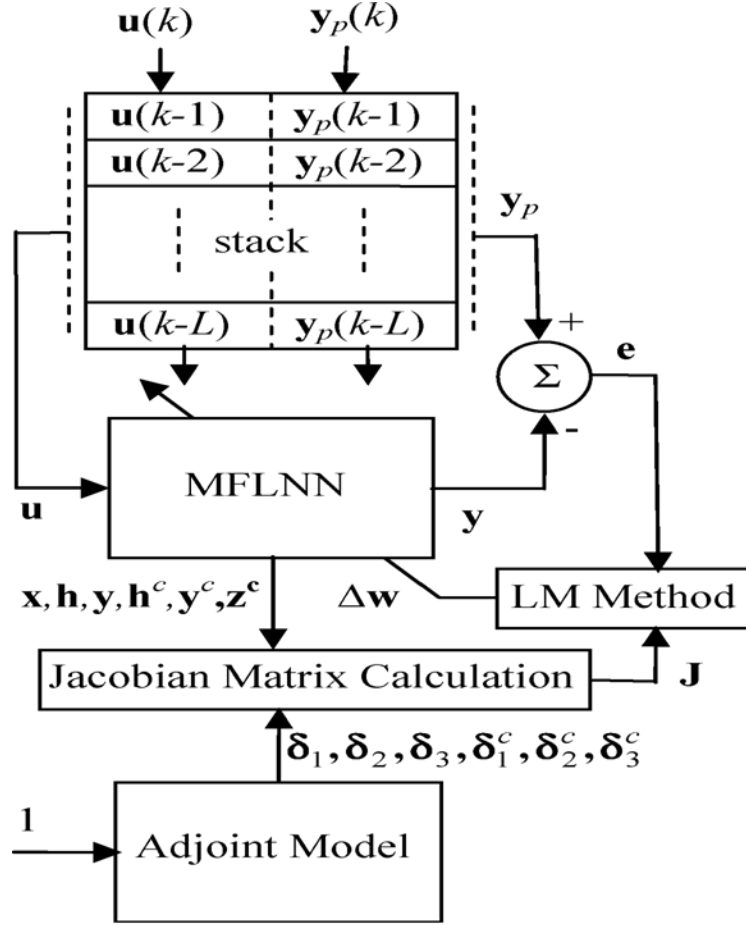 u(k) y_p(k)
u(k-1) y_p(k-1)
u(k-2) y_p(k-2)
y_p
stack
u(k-L) y_p(k-L)
+
e
Σ
-
MFLNN
u
y
x, h, y, h^c, y^c, z^c
Δw
LM Method
Jacobian Matrix Calculation
J
δ_1, δ_2, δ_3, δ_1^c, δ_2^c, δ_3^c
1
Adjoint Model